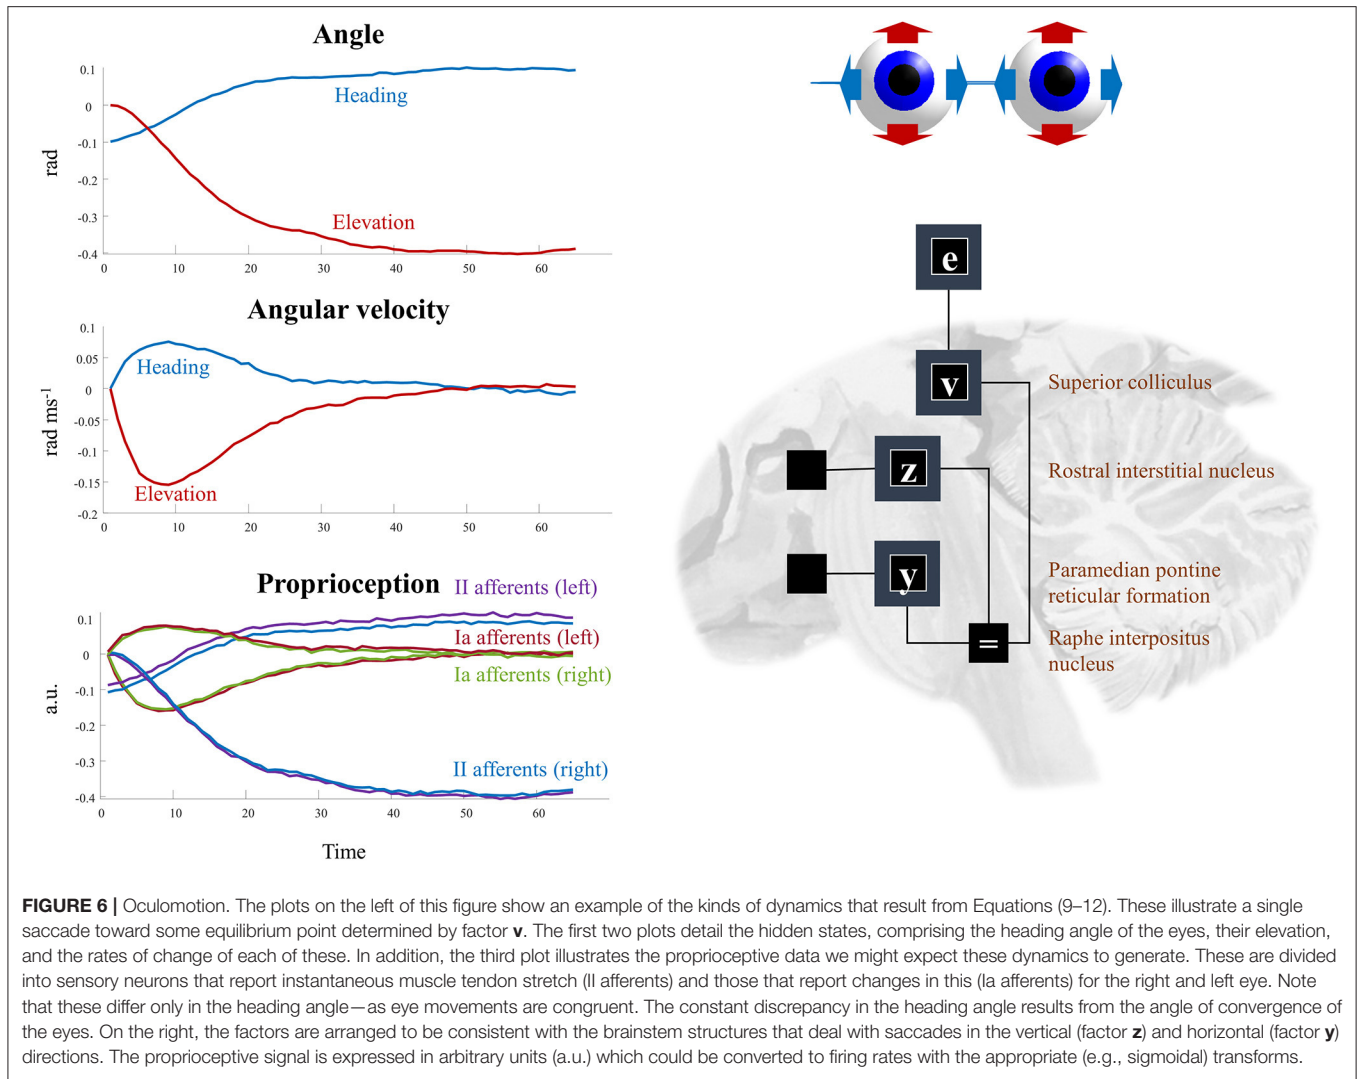 Angle
0.1
0
-0.1
-0.2
-0.3
-0.4
rad
Heading
Elevation
0 10 20 30 40 50 60
Angular velocity
0.1
0.05
0
-0.05
-0.1
-0.15
-0.2
rad ms-1
Heading
Elevation
0 10 20 30 40 50 60
Proprioception
II afferents (left)
0.1
0
-0.1
-0.2
-0.3
-0.4
a.u.
Ia afferents (left)
Ia afferents (right)
II afferents (right)
0 10 20 30 40 50 60
Time
e
v
Superior colliculus
z
Rostral interstitial nucleus
y
Paramedian pontine
reticular formation
=
Raphe interpositus
nucleus
FIGURE 6 | Oculomotion. The plots on the left of this figure show an example of the kinds of dynamics that result from Equations (9–12). These illustrate a single
saccade toward some equilibrium point determined by factor v. The first two plots detail the hidden states, comprising the heading angle of the eyes, their elevation,
and the rates of change of each of these. In addition, the third plot illustrates the proprioceptive data we might expect these dynamics to generate. These are divided
into sensory neurons that report instantaneous muscle tendon stretch (II afferents) and those that report changes in this (Ia afferents) for the right and left eye. Note
that these differ only in the heading angle—as eye movements are congruent. The constant discrepancy in the heading angle results from the angle of convergence of
the eyes. On the right, the factors are arranged to be consistent with the brainstem structures that deal with saccades in the vertical (factor z) and horizontal (factor y)
directions. The proprioceptive signal is expressed in arbitrary units (a.u.) which could be converted to firing rates with the appropriate (e.g., sigmoidal) transforms.